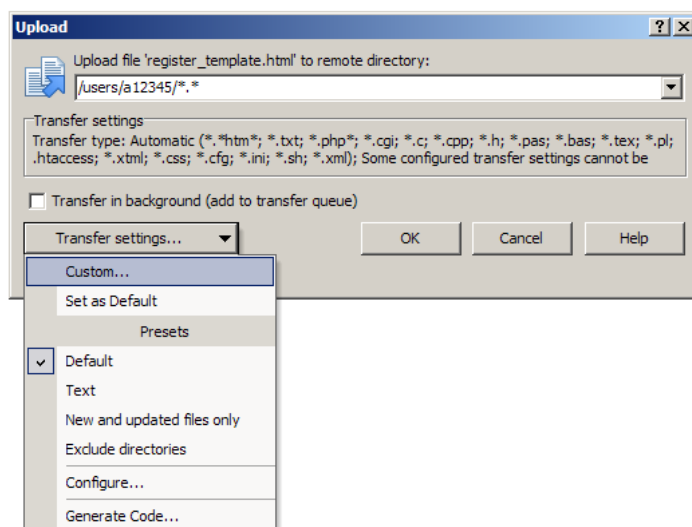 Upload
Upload file 'register_template.html' to remote directory:
/users/a12345/*.*
Transfer settings
Transfer type: Automatic (*.*htm*; *.txt; *.php*; *.cgi; *.c; *.cpp; *.h; *.pas; *.bas; *.tex; *.pl;
.htaccess; *.xtml; *.css; *.cfg; *.ini; *.sh; *.xml); Some configured transfer settings cannot be
Transfer in background (add to transfer queue)
Transfer settings... OK Cancel Help
Custom...
Set as Default
Presets
Default
Text
New and updated files only
Exclude directories
Configure...
Generate Code...